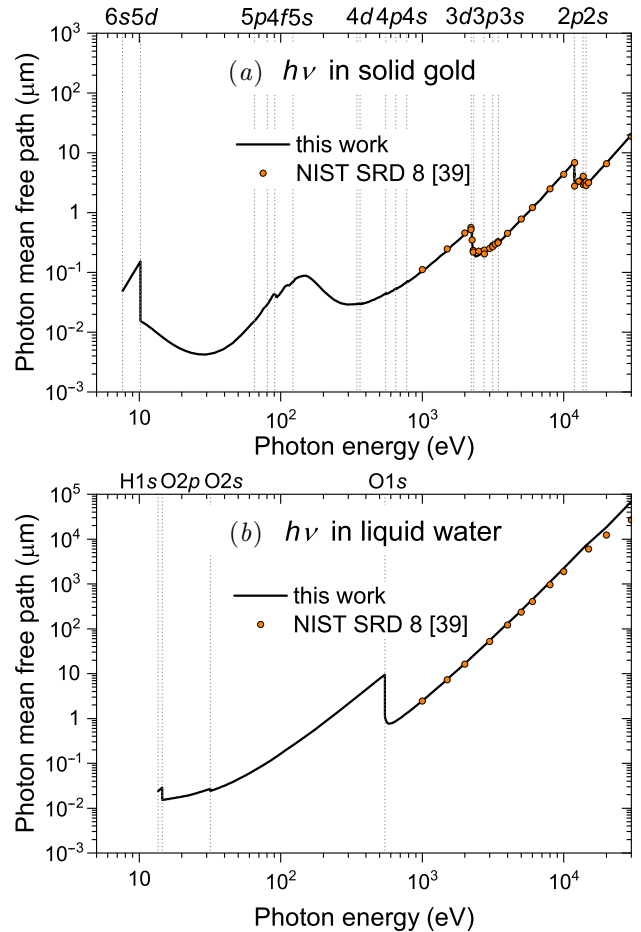 6s5d 5p4f5s 4d 4p4s 3d3p3s 2p2s
10³
(a) hν in solid gold
10²
this work
10
NIST SRD 8 [39]
1
10⁻¹
10⁻²
10⁻³
Photon mean free path (μm)
10 10² 10³ 10⁴
Photon energy (eV)
H1s O2p O2s O1s
10⁵
(b) hν in liquid water
10⁴
10³
this work
10²
NIST SRD 8 [39]
10
1
10⁻¹
10⁻²
10⁻³
Photon mean free path (μm)
10 10² 10³ 10⁴
Photon energy (eV)